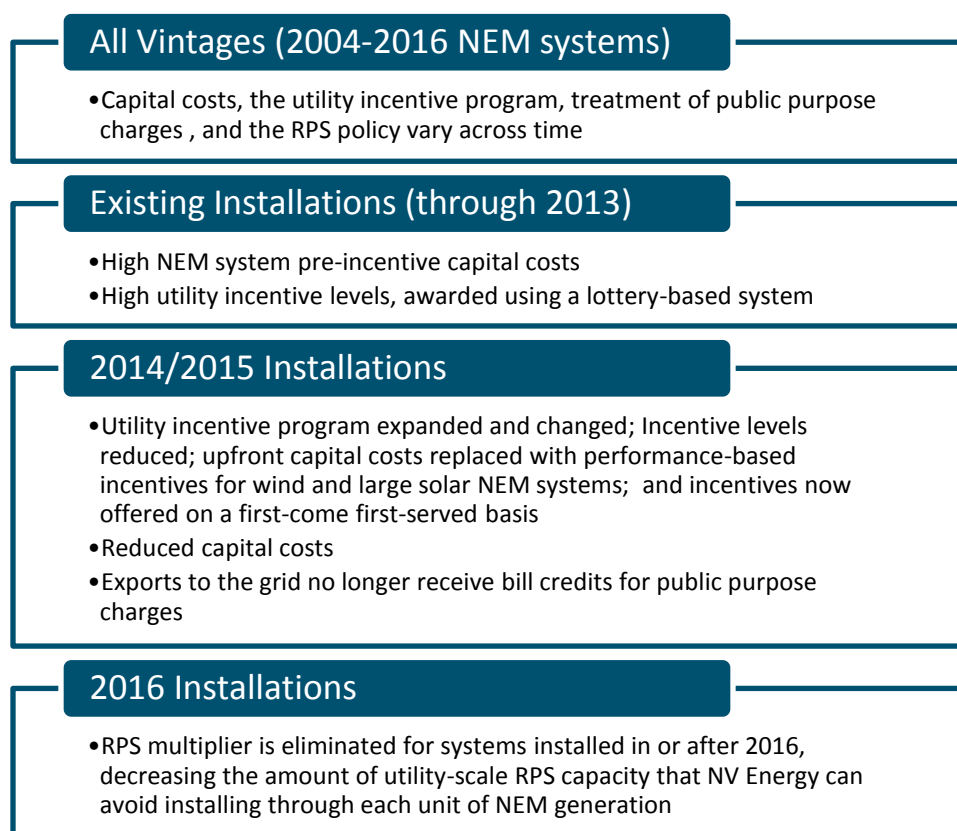 All Vintages (2004-2016 NEM systems)
•Capital costs, the utility incentive program, treatment of public purpose
charges , and the RPS policy vary across time
Existing Installations (through 2013)
•High NEM system pre-incentive capital costs
•High utility incentive levels, awarded using a lottery-based system
2014/2015 Installations
•Utility incentive program expanded and changed; Incentive levels
reduced; upfront capital costs replaced with performance-based
incentives for wind and large solar NEM systems;  and incentives now
offered on a first-come first-served basis
•Reduced capital costs
•Exports to the grid no longer receive bill credits for public purpose
charges
2016 Installations
•RPS multiplier is eliminated for systems installed in or after 2016,
decreasing the amount of utility-scale RPS capacity that NV Energy can
avoid installing through each unit of NEM generation